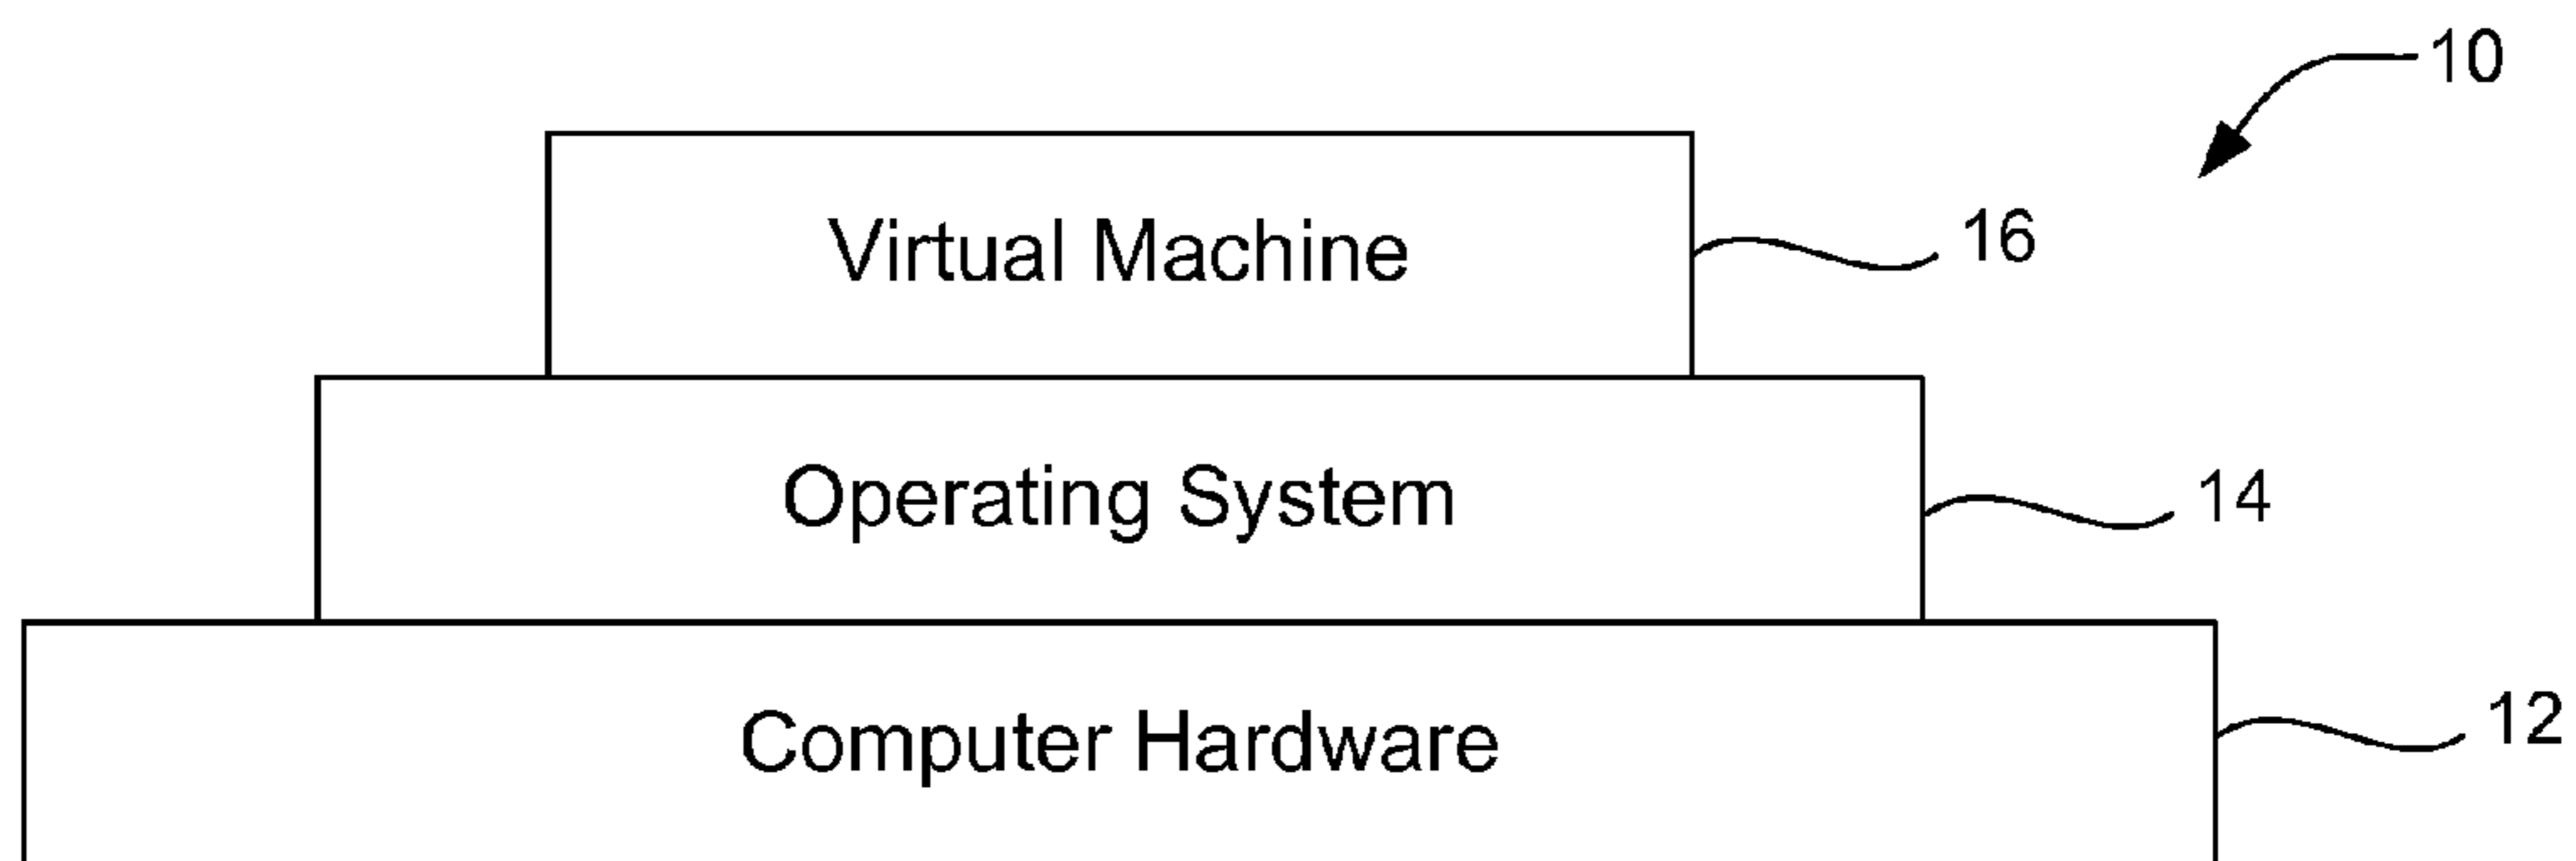 10
Virtual Machine
16
Operating System
14
Computer Hardware
12